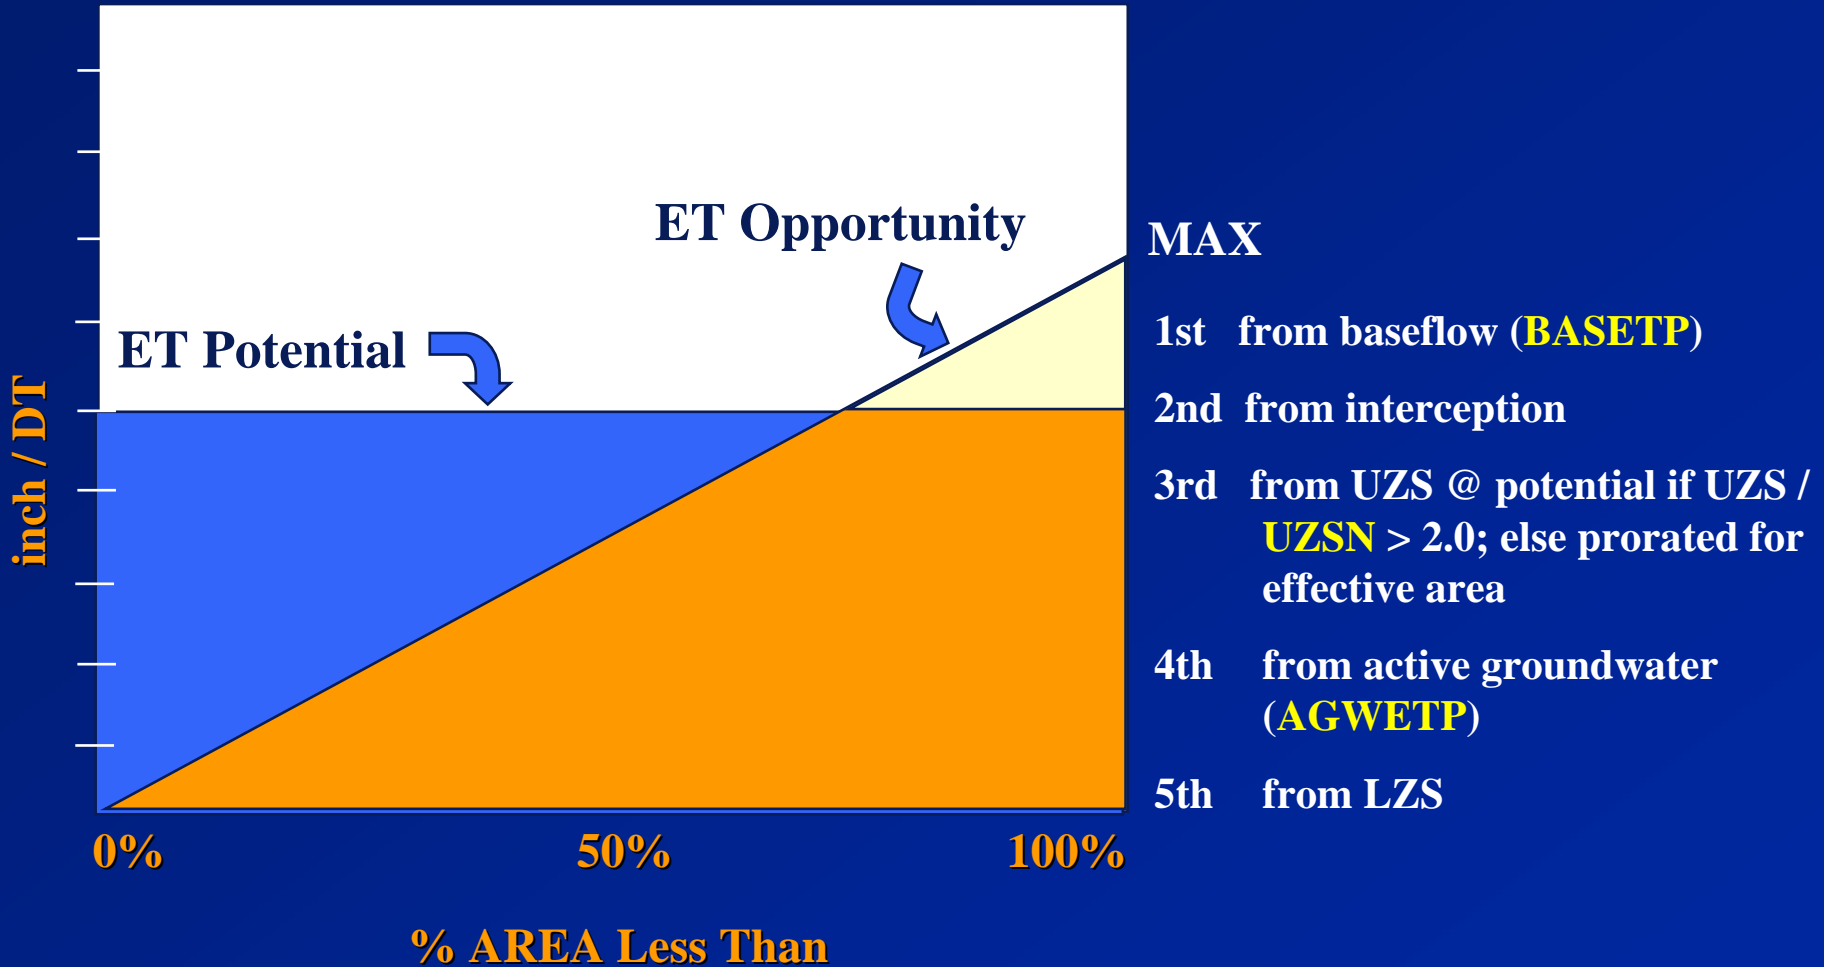 ET Opportunity
ET Potential
inch / DT
0%
50%
100%
% AREA Less Than
MAX
1st from baseflow (BASETP)
2nd from interception
3rd from UZS @ potential if UZS /
UZSN > 2.0; else prorated for
effective area
4th from active groundwater
(AGWETP)
5th from LZS